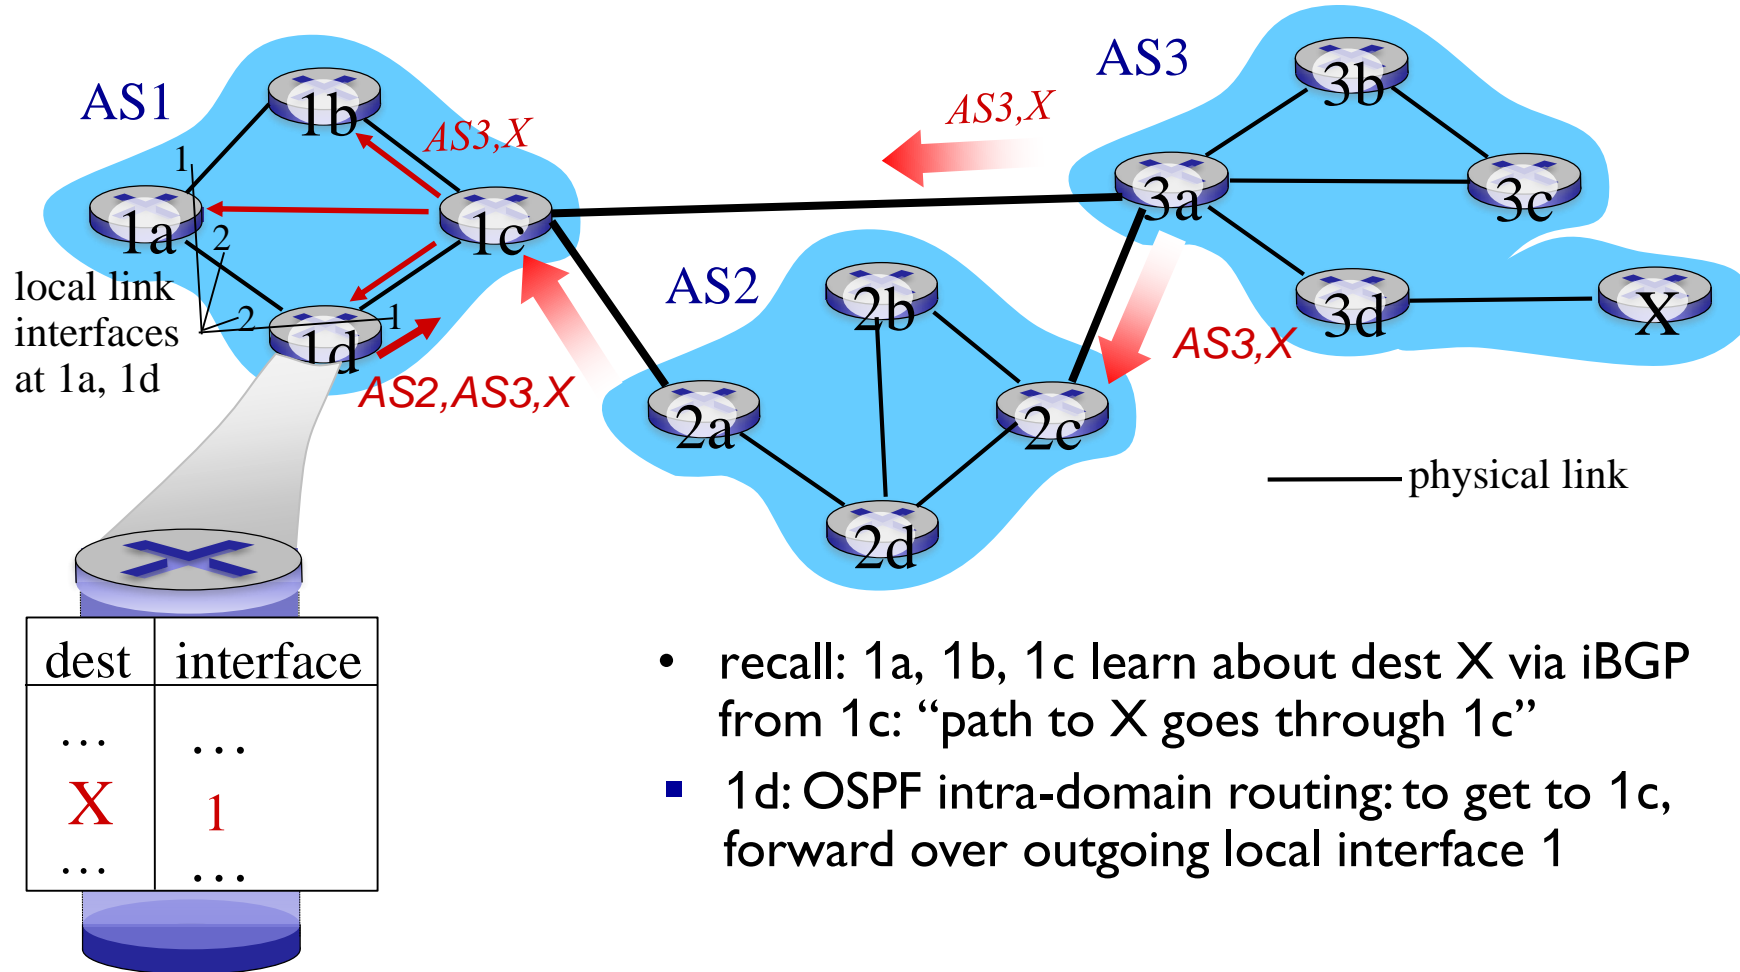 AS1
1b
AS3,X
1
1a
2
1c
local link
interfaces
at 1a, 1d
2
1
1d
AS2,AS3,X
AS3,X
AS3
3b
3a
3c
3d
X
AS3,X
AS2
2b
2a
2c
2d
physical link
dest interface
... ...
X 1
... ...
• recall: 1a, 1b, 1c learn about dest X via iBGP
from 1c: “path to X goes through 1c”
▪ 1d: OSPF intra-domain routing: to get to 1c,
forward over outgoing local interface 1